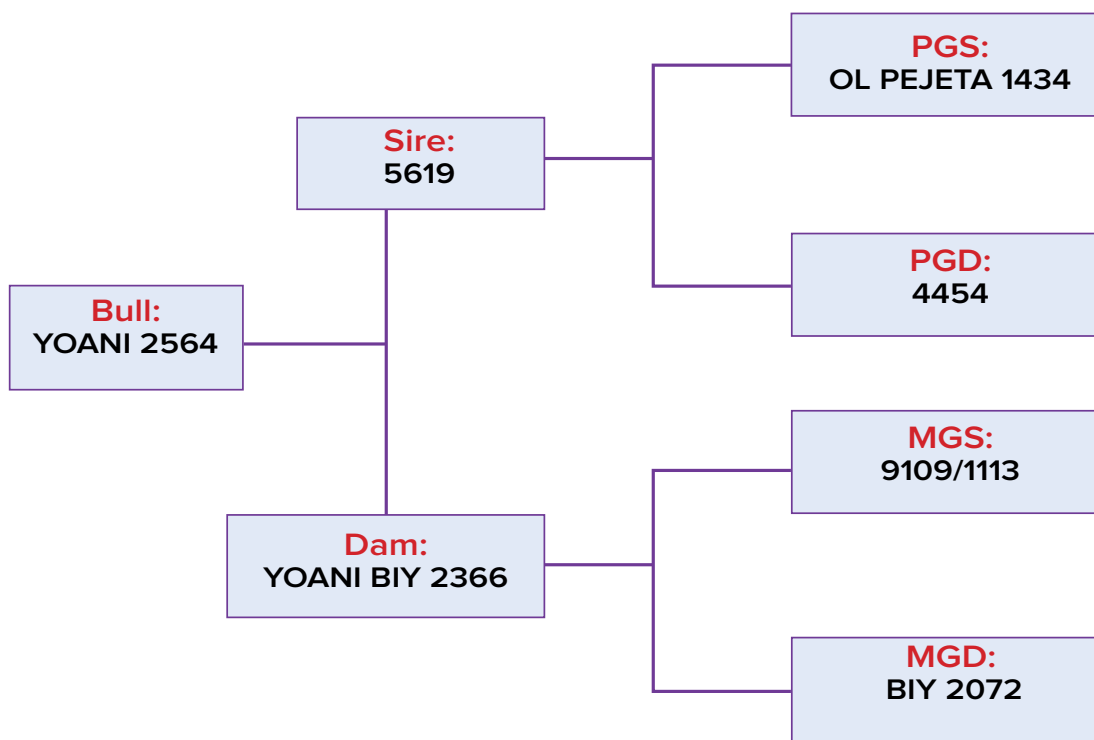 PGS:
OL PEJETA 1434
Sire:
5619
PGD:
4454
Bull:
YOANI 2564
MGS:
9109/1113
Dam:
YOANI BIY 2366
MGD:
BIY 2072